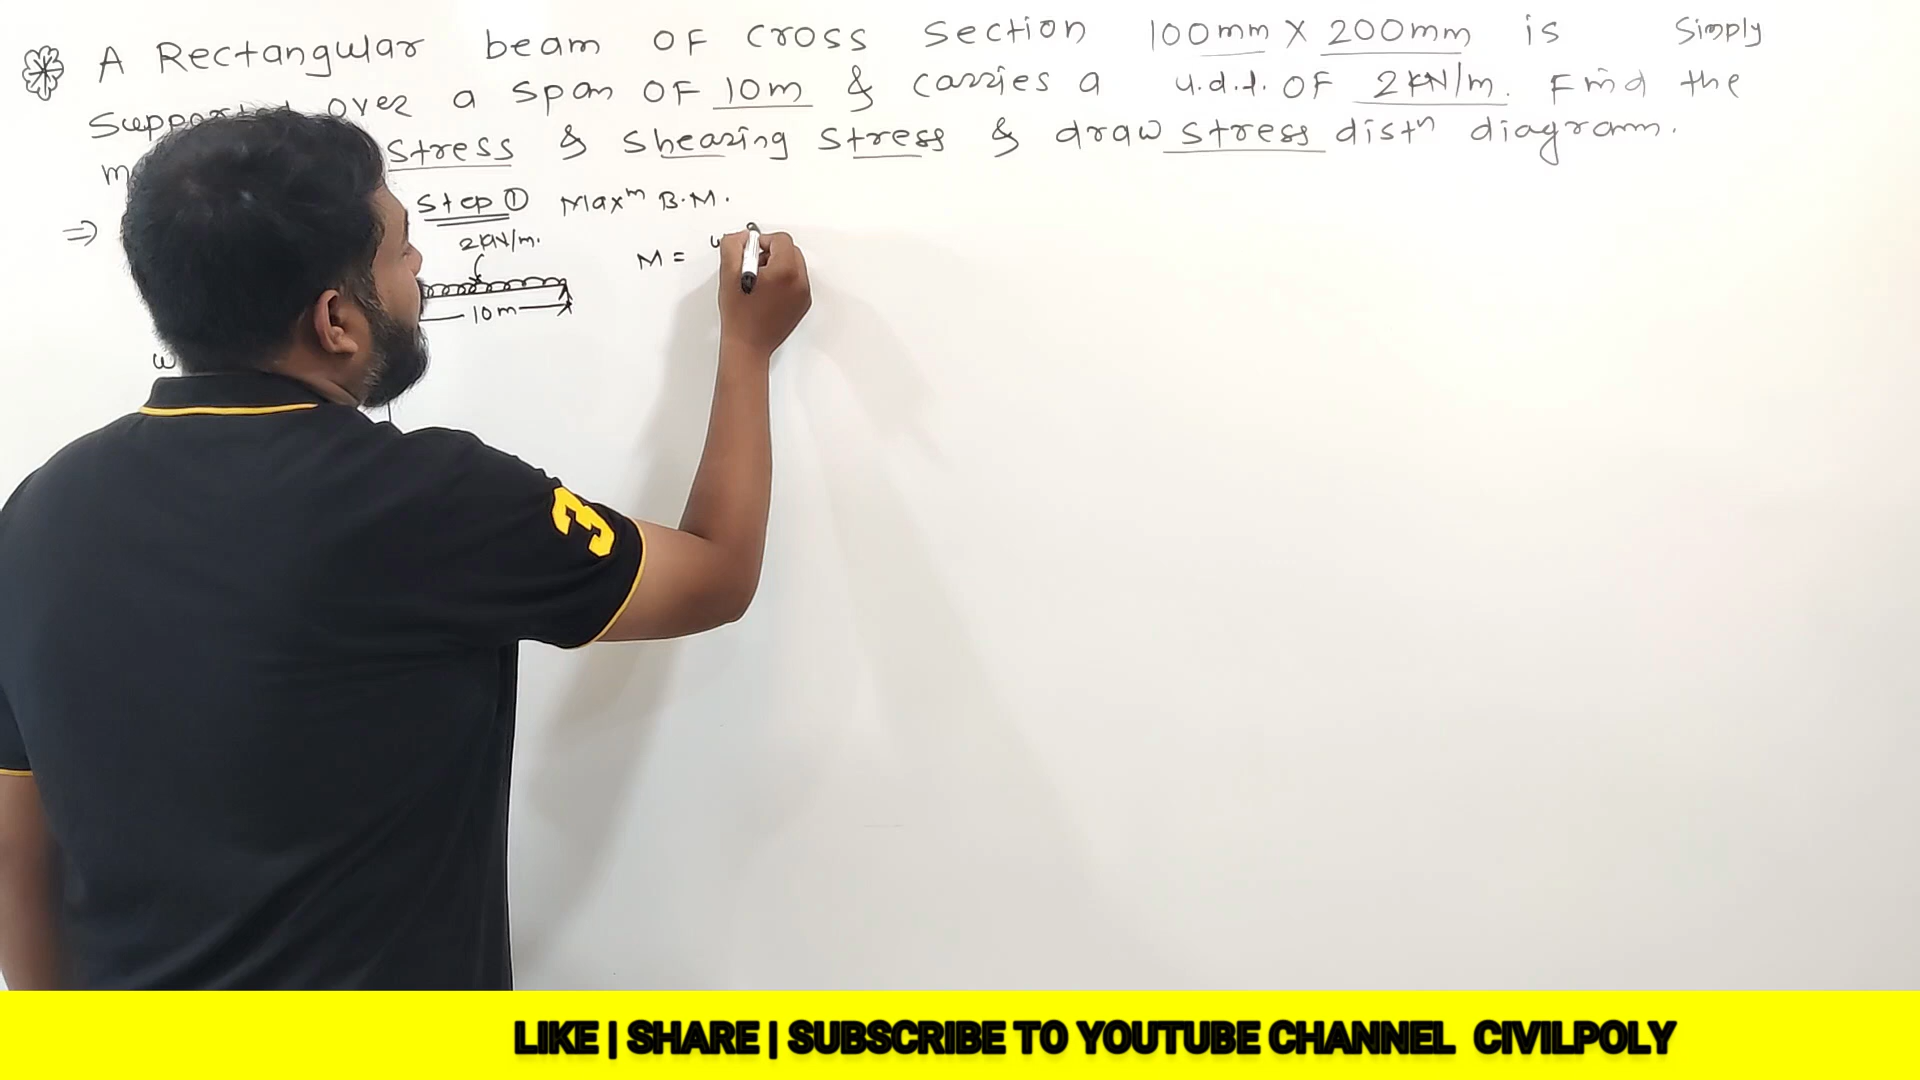 A Rectangular beam OF cross section 100mm X 200mm is simply
over a span OF 10m & carries a u.d.l. OF 2kN/m. Find the
stress & shearing stress & draw stress distⁿ diagram.
⇒ Step ① Maxᵐ B.M.
2kN/m.
M =
10m
w
3
LIKE | SHARE | SUBSCRIBE TO YOUTUBE CHANNEL CIVILPOLY